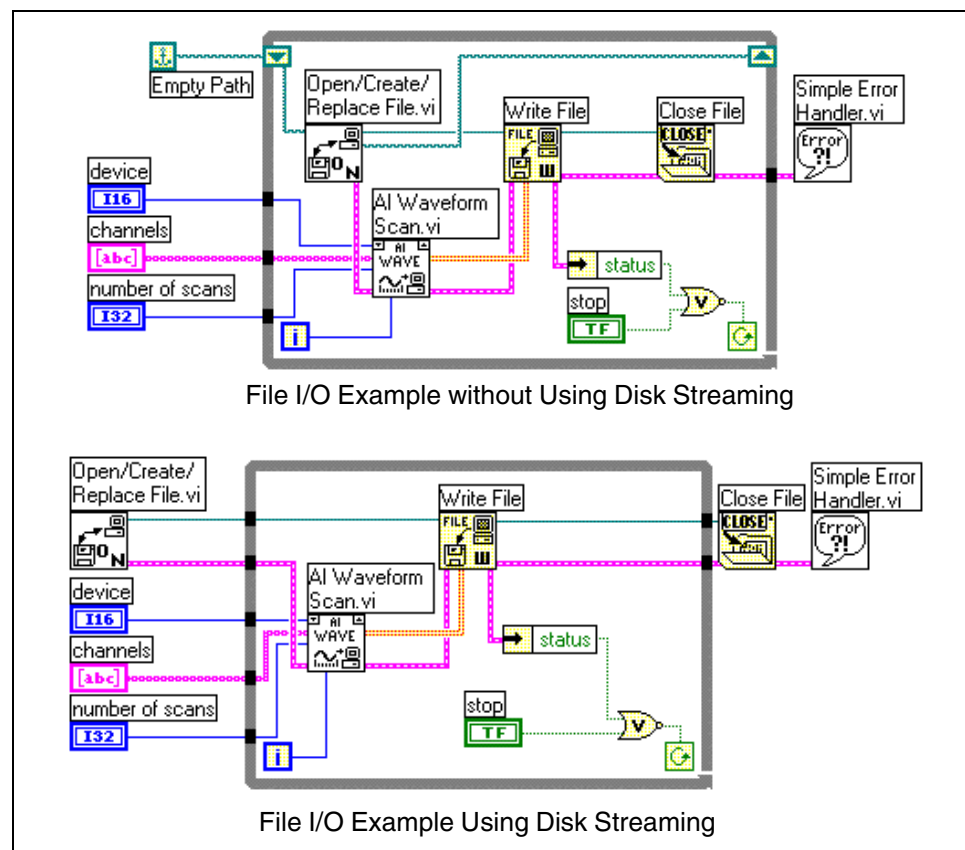 Empty Path
Open/Create/
Replace File.vi
Write File
FILE
W
Close File
CLOSE
Simple Error
Handler.vi
Error
?!
O
N
device
I16
AI Waveform
Scan.vi
AI
WAVE
channels
[abc]
number of scans
I32
i
status
stop
TF
V
File I/O Example without Using Disk Streaming
Open/Create/
Replace File.vi
O
N
Write File
FILE
W
Close File
CLOSE
Simple Error
Handler.vi
Error
?!
AI Waveform
Scan.vi
AI
WAVE
device
I16
channels
[abc]
number of scans
I32
i
status
stop
TF
V
File I/O Example Using Disk Streaming